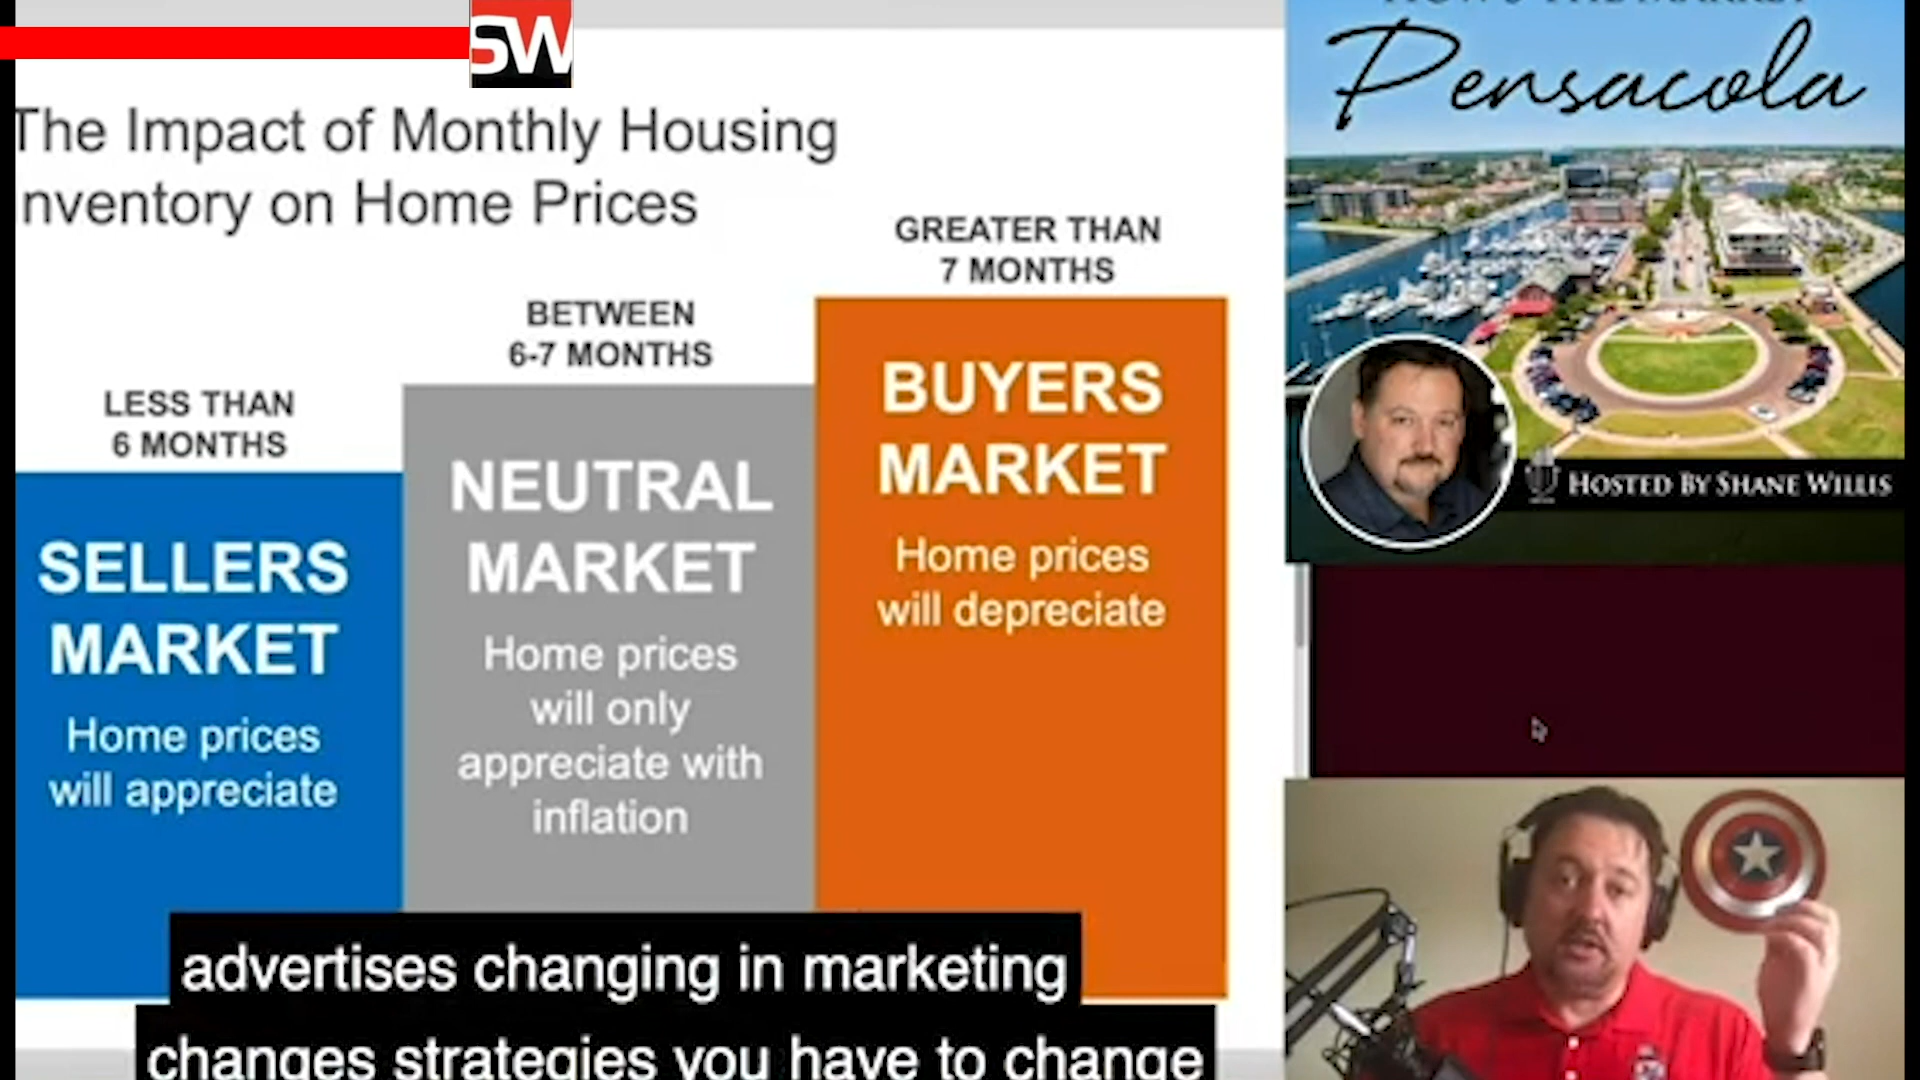 SW
The Impact of Monthly Housing
nventory on Home Prices
LESS THAN
6 MONTHS
SELLERS
MARKET
Home prices
will appreciate
BETWEEN
6-7 MONTHS
NEUTRAL
MARKET
Home prices
will only
appreciate with
inflation
GREATER THAN
7 MONTHS
BUYERS
MARKET
Home prices
will depreciate
Pensacola
HOSTED BY SHANE WILLIS
advertises changing in marketing
changes strategies you have to change